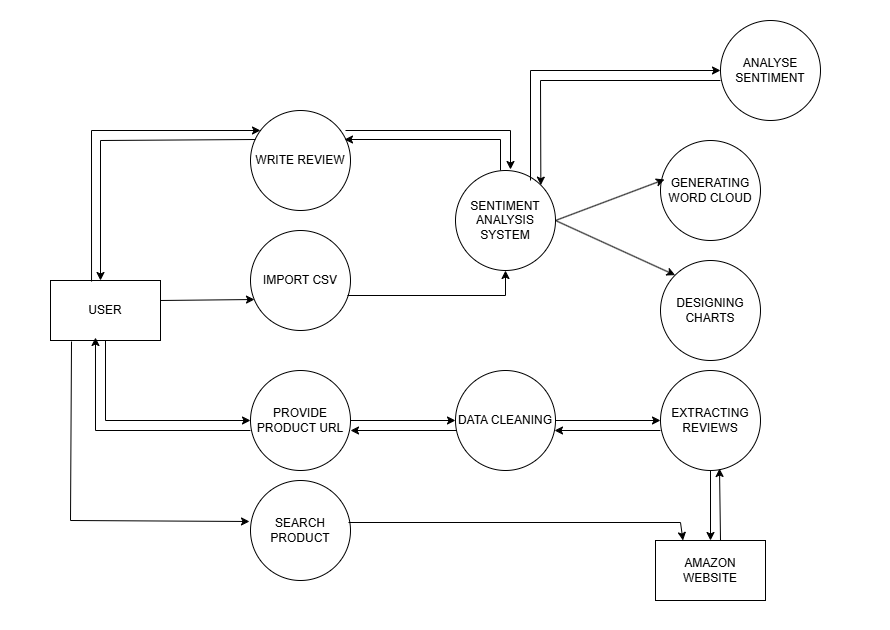 ANALYSE
SENTIMENT
WRITE REVIEW
GENERATING
WORD CLOUD
SENTIMENT
ANALYSIS
SYSTEM
IMPORT CSV
USER
DESIGNING
CHARTS
PROVIDE
PRODUCT URL
DATA CLEANING
EXTRACTING
REVIEWS
SEARCH
PRODUCT
AMAZON
WEBSITE